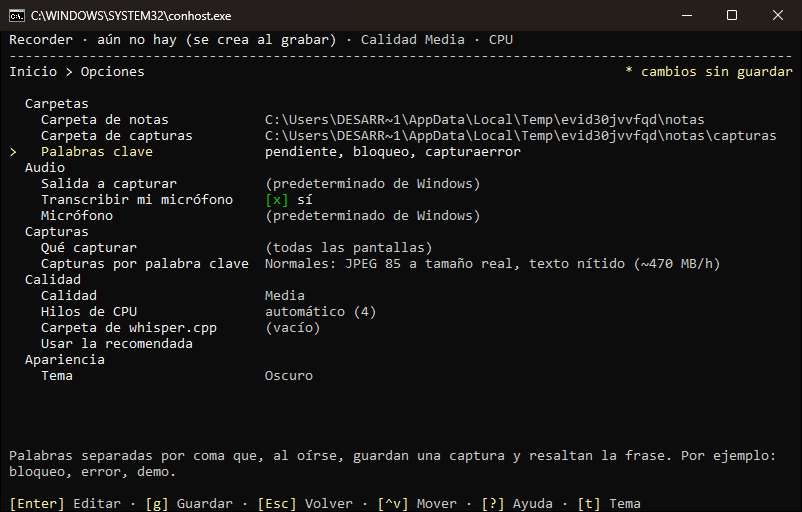 C:\WINDOWS\SYSTEM32\conhost.exe
Recorder · aún no hay (se crea al grabar) · Calidad Media · CPU
Inicio > Opciones * cambios sin guardar
Carpetas
Carpeta de notas C:\Users\DESARR~1\AppData\Local\Temp\evid30jvvfqd\notas
Carpeta de capturas C:\Users\DESARR~1\AppData\Local\Temp\evid30jvvfqd\notas\capturas
> Palabras clave pendiente, bloqueo, capturaerror
Audio
Salida a capturar (predeterminado de Windows)
Transcribir mi micrófono [x] sí
Micrófono (predeterminado de Windows)
Capturas
Qué capturar (todas las pantallas)
Capturas por palabra clave Normales: JPEG 85 a tamaño real, texto nítido (~470 MB/h)
Calidad
Calidad Media
Hilos de CPU automático (4)
Carpeta de whisper.cpp (vacío)
Usar la recomendada
Apariencia
Tema Oscuro
Palabras separadas por coma que, al oírse, guardan una captura y resaltan la frase. Por ejemplo:
bloqueo, error, demo.
[Enter] Editar · [g] Guardar · [Esc] Volver · [^v] Mover · [?] Ayuda · [t] Tema